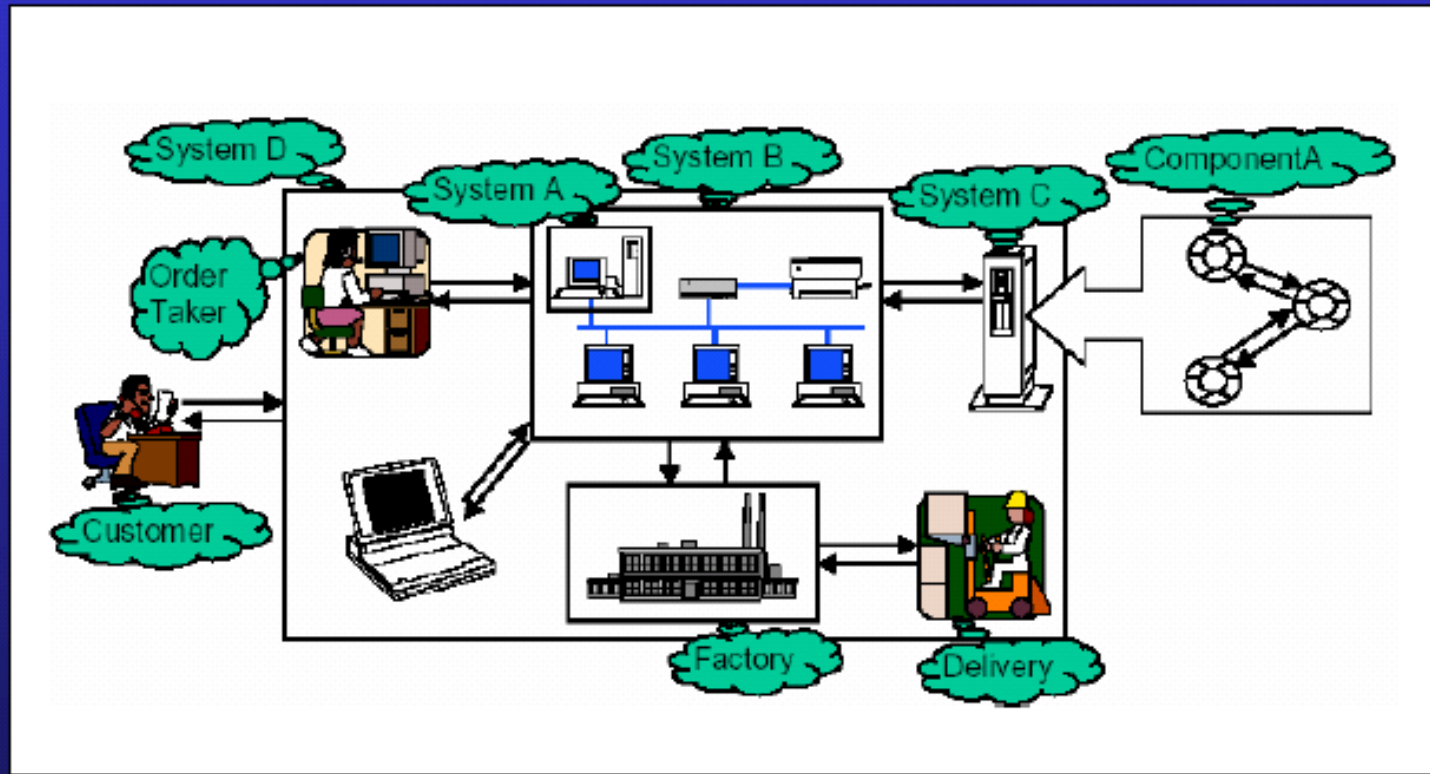 System D
System A
System B
System C
ComponentA
Order
Taker
Customer
Factory
Delivery